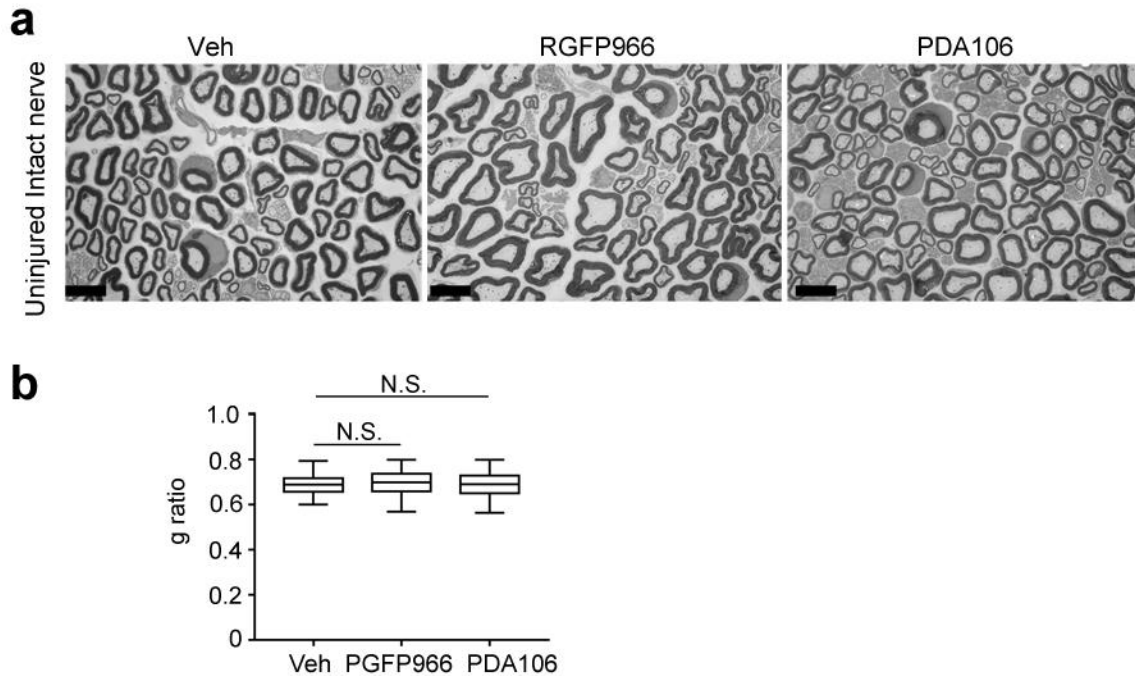 a
Veh RGFP966 PDA106
Uninjured Intact nerve
b
N.S.
N.S.
1.0
0.8
0.6
0.4
0.2
0
g ratio
Veh PGFP966 PDA106